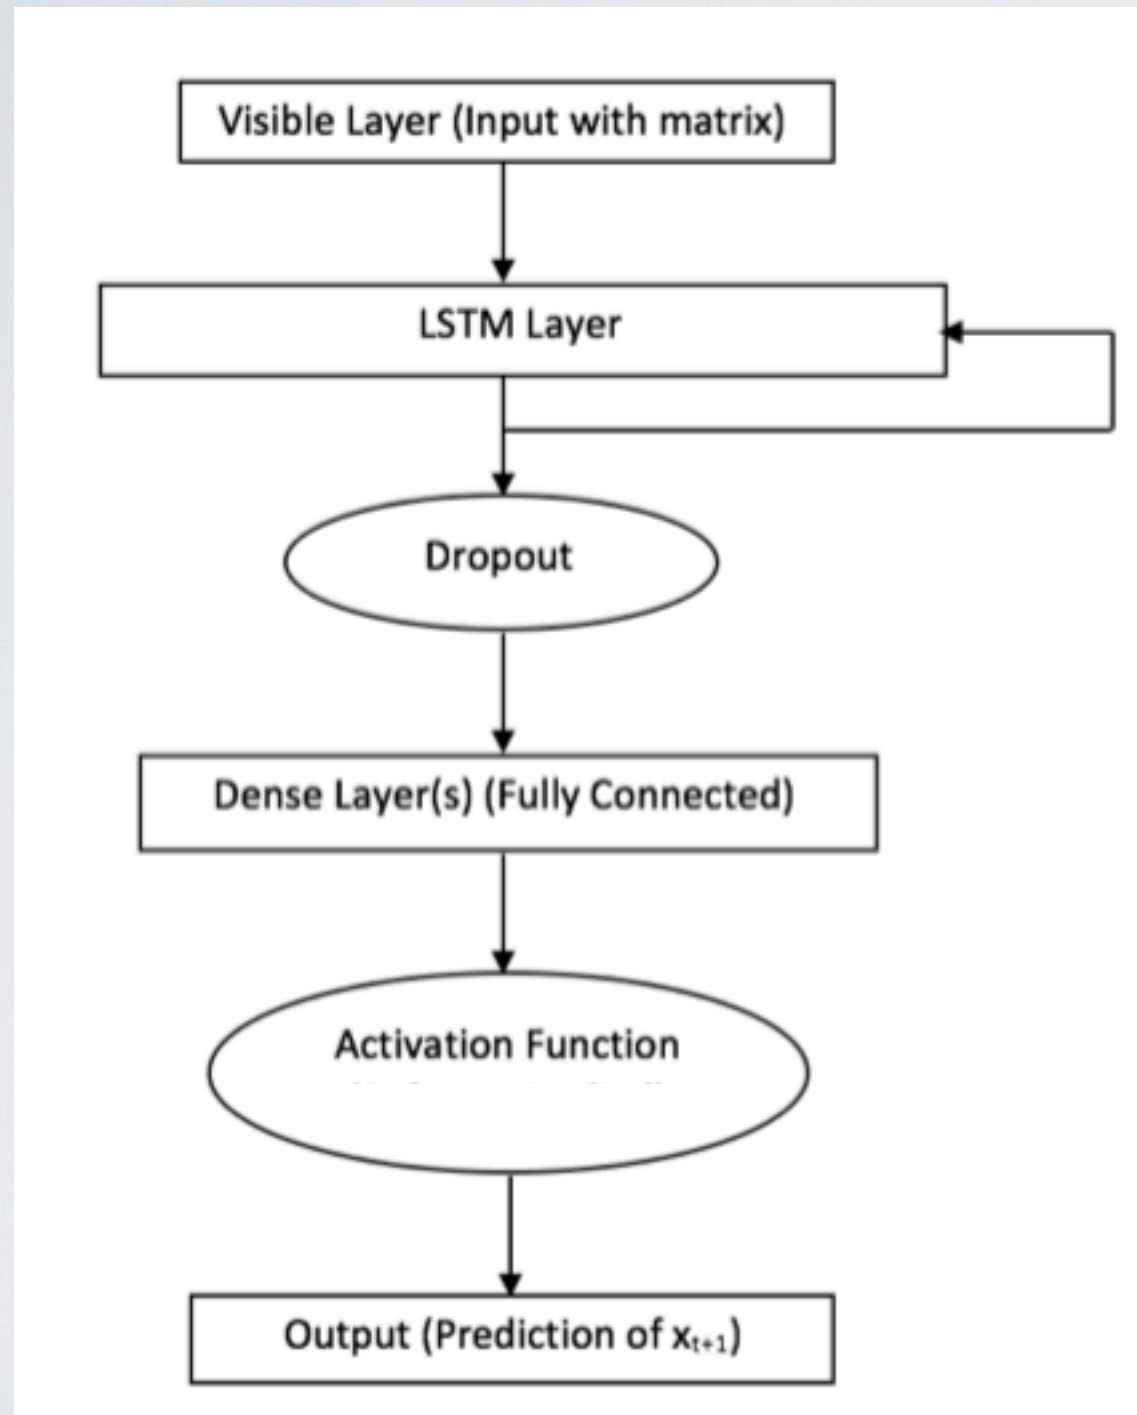 Visible Layer (Input with matrix)
LSTM Layer
Dropout
Dense Layer(s) (Fully Connected)
Activation Function
Output (Prediction of xₜ₊₁)